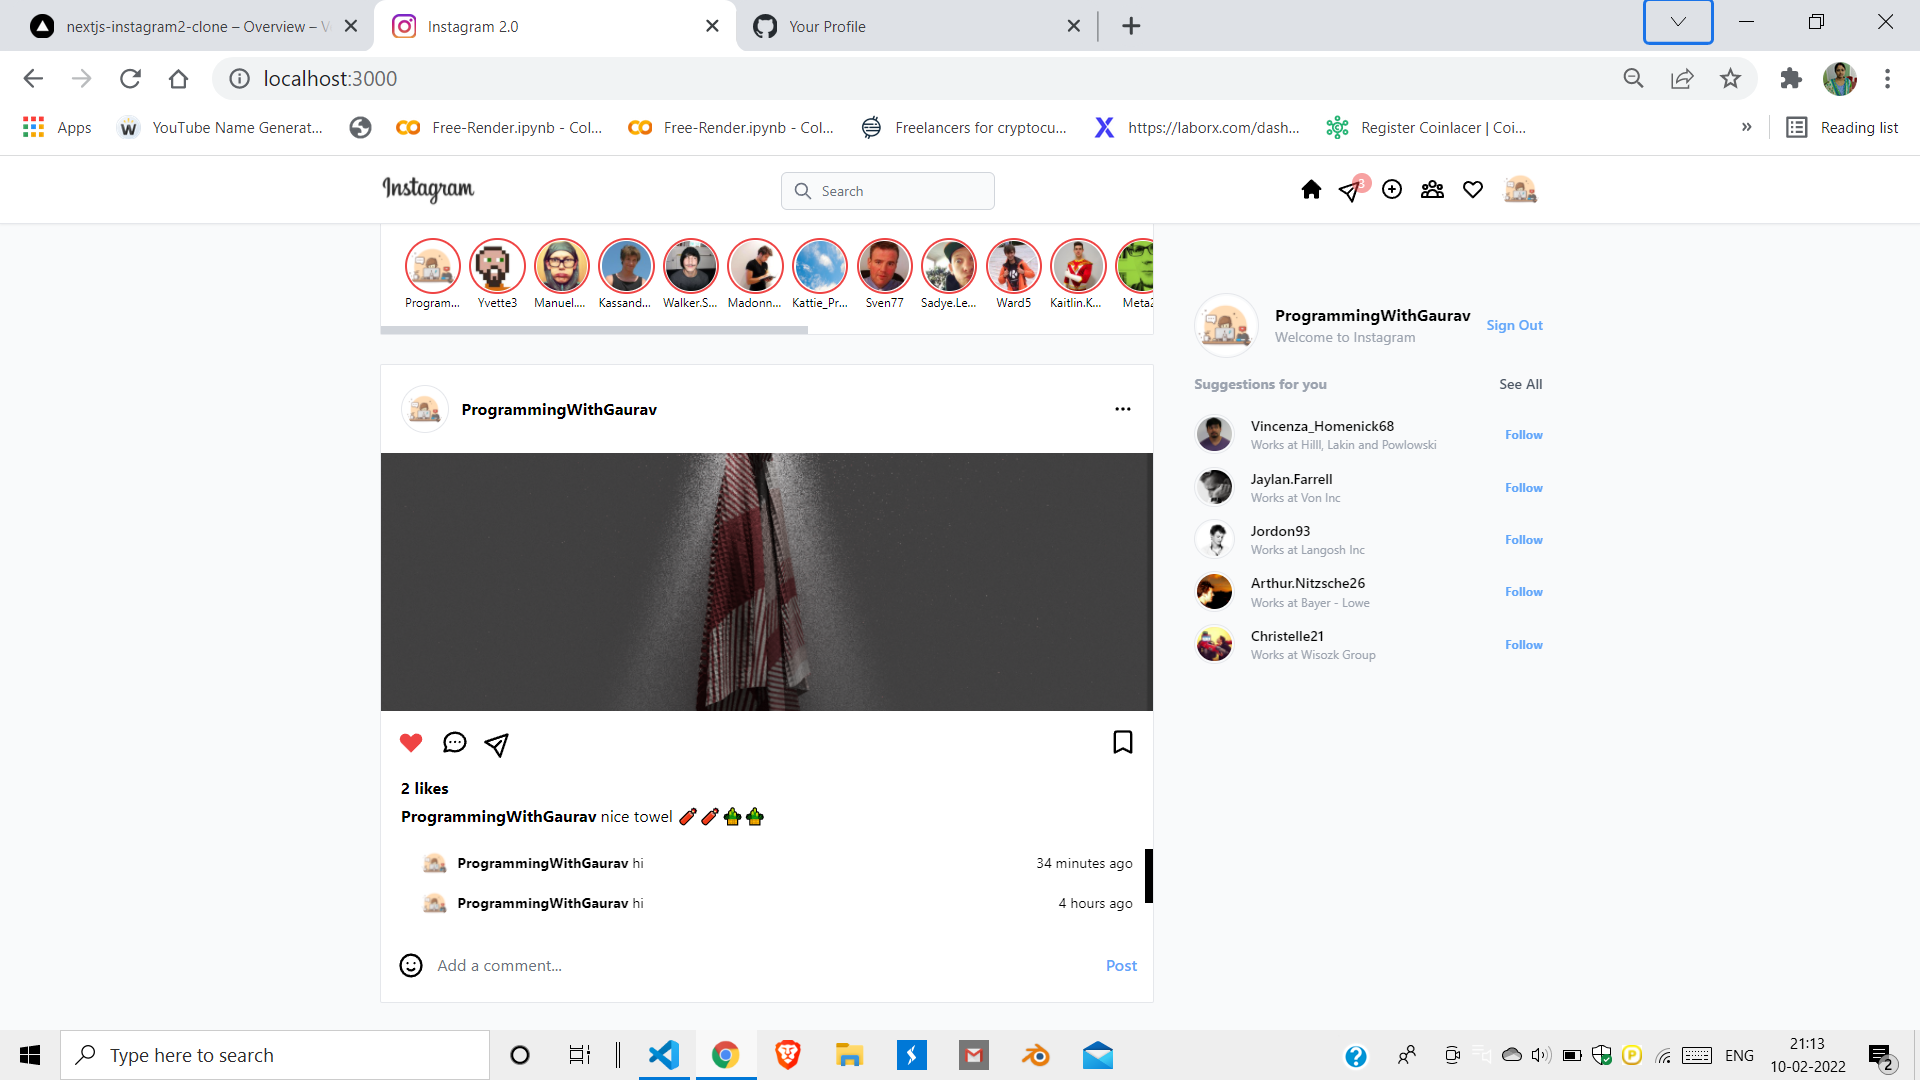 nextjs-instagram2-clone – Overview – V
Instagram 2.0
Your Profile
localhost:3000
Apps
W
YouTube Name Generat...
Free-Render.ipynb - Col...
Free-Render.ipynb - Col...
Freelancers for cryptocu...
X
https://laborx.com/dash...
Register Coinlacer | Coi...
»
Reading list
Instagram
Search
3
Program...
Yvette3
Manuel....
Kassand...
Walker.S...
Madonn...
Kattie_Pr...
Sven77
Sadye.Le...
Ward5
Kaitlin.K...
Meta2
ProgrammingWithGaurav
Welcome to Instagram
Sign Out
Suggestions for you
See All
Vincenza_Homenick68
Works at Hilll, Lakin and Powlowski
Follow
Jaylan.Farrell
Works at Von Inc
Follow
Jordon93
Works at Langosh Inc
Follow
Arthur.Nitzsche26
Works at Bayer - Lowe
Follow
Christelle21
Works at Wisozk Group
Follow
ProgrammingWithGaurav
2 likes
ProgrammingWithGaurav nice towel 🧨🧨🎍🎍
ProgrammingWithGaurav hi
34 minutes ago
ProgrammingWithGaurav hi
4 hours ago
Add a comment...
Post
Type here to search
ENG
21:13
10-02-2022
2